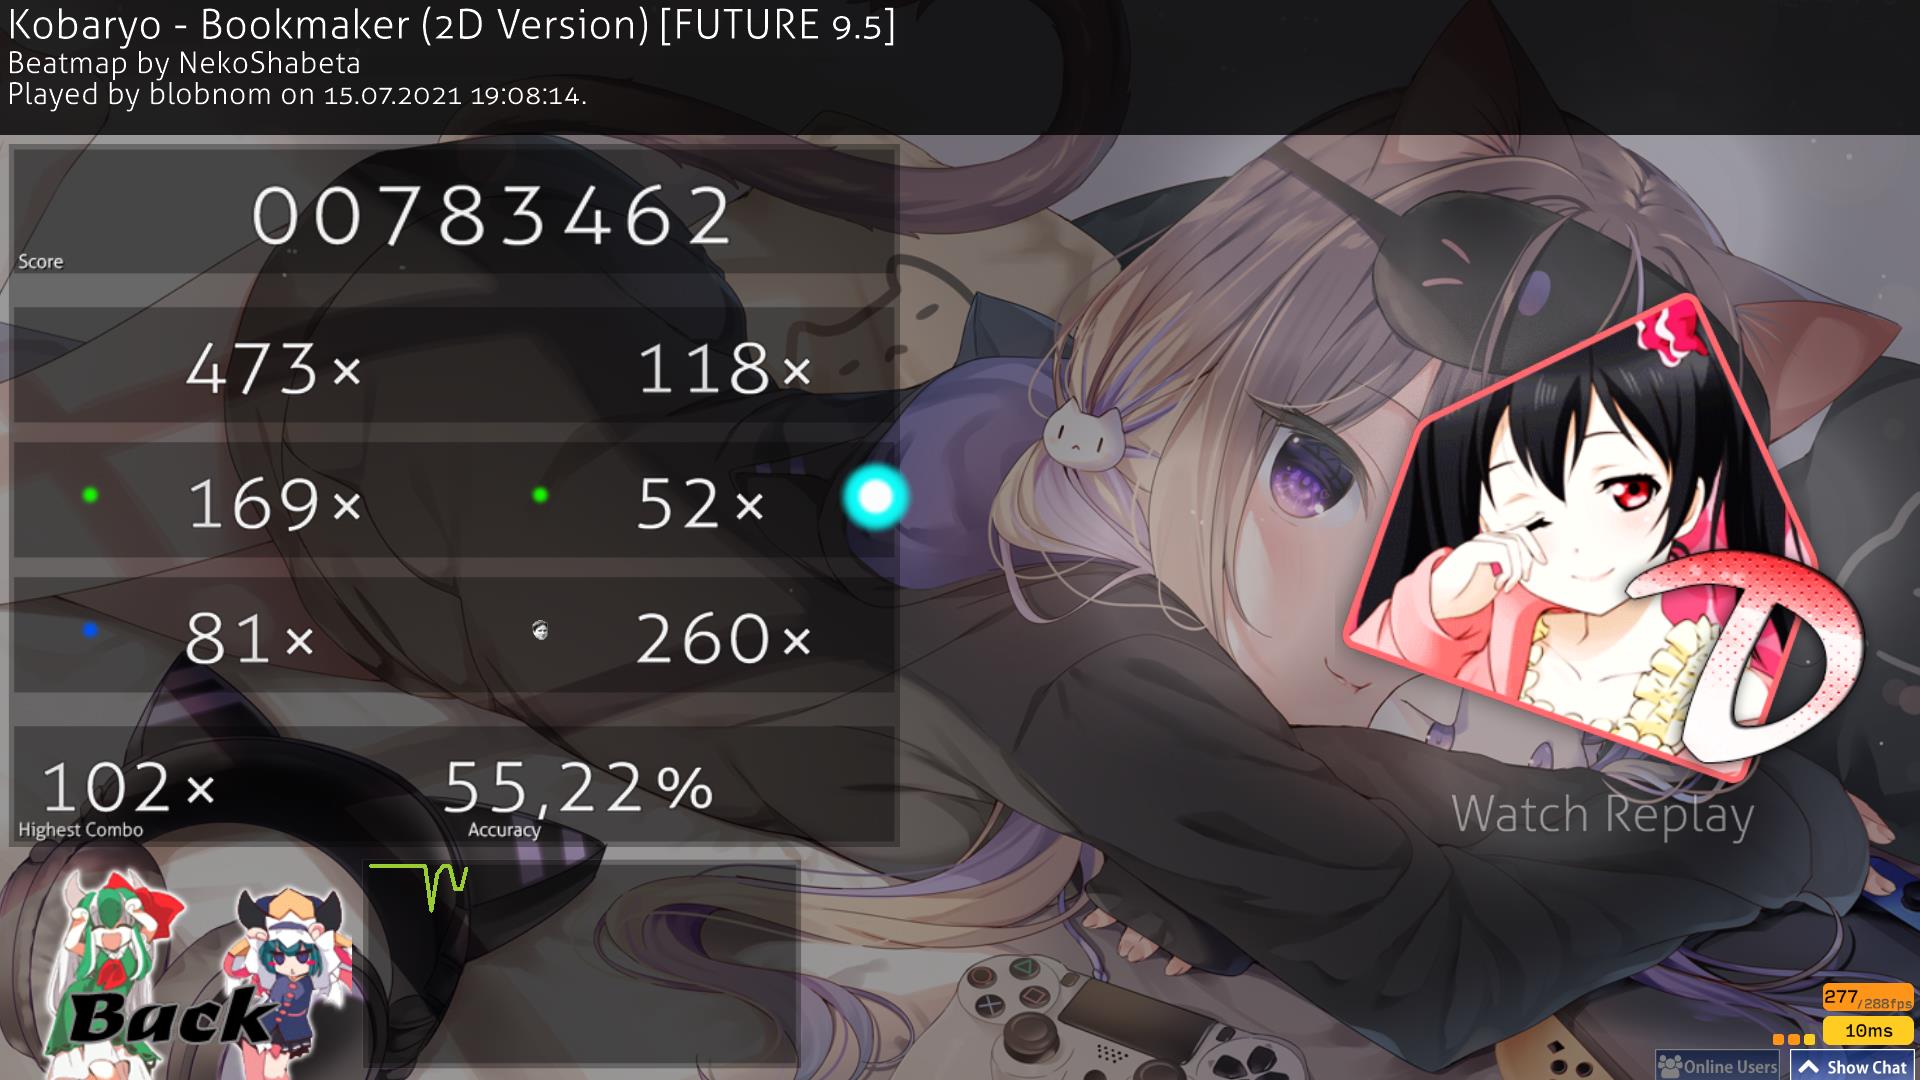 Kobaryo - Bookmaker (2D Version) [FUTURE 9.5]
Beatmap by NekoShabeta
Played by blobnom on 15.07.2021 19:08:14.
00783462
Score
473× 118×
169× 52×
81× 260×
102× 55,22%
Highest Combo Accuracy
D
Watch Replay
Back
277/288fps
10ms
Online Users Show Chat